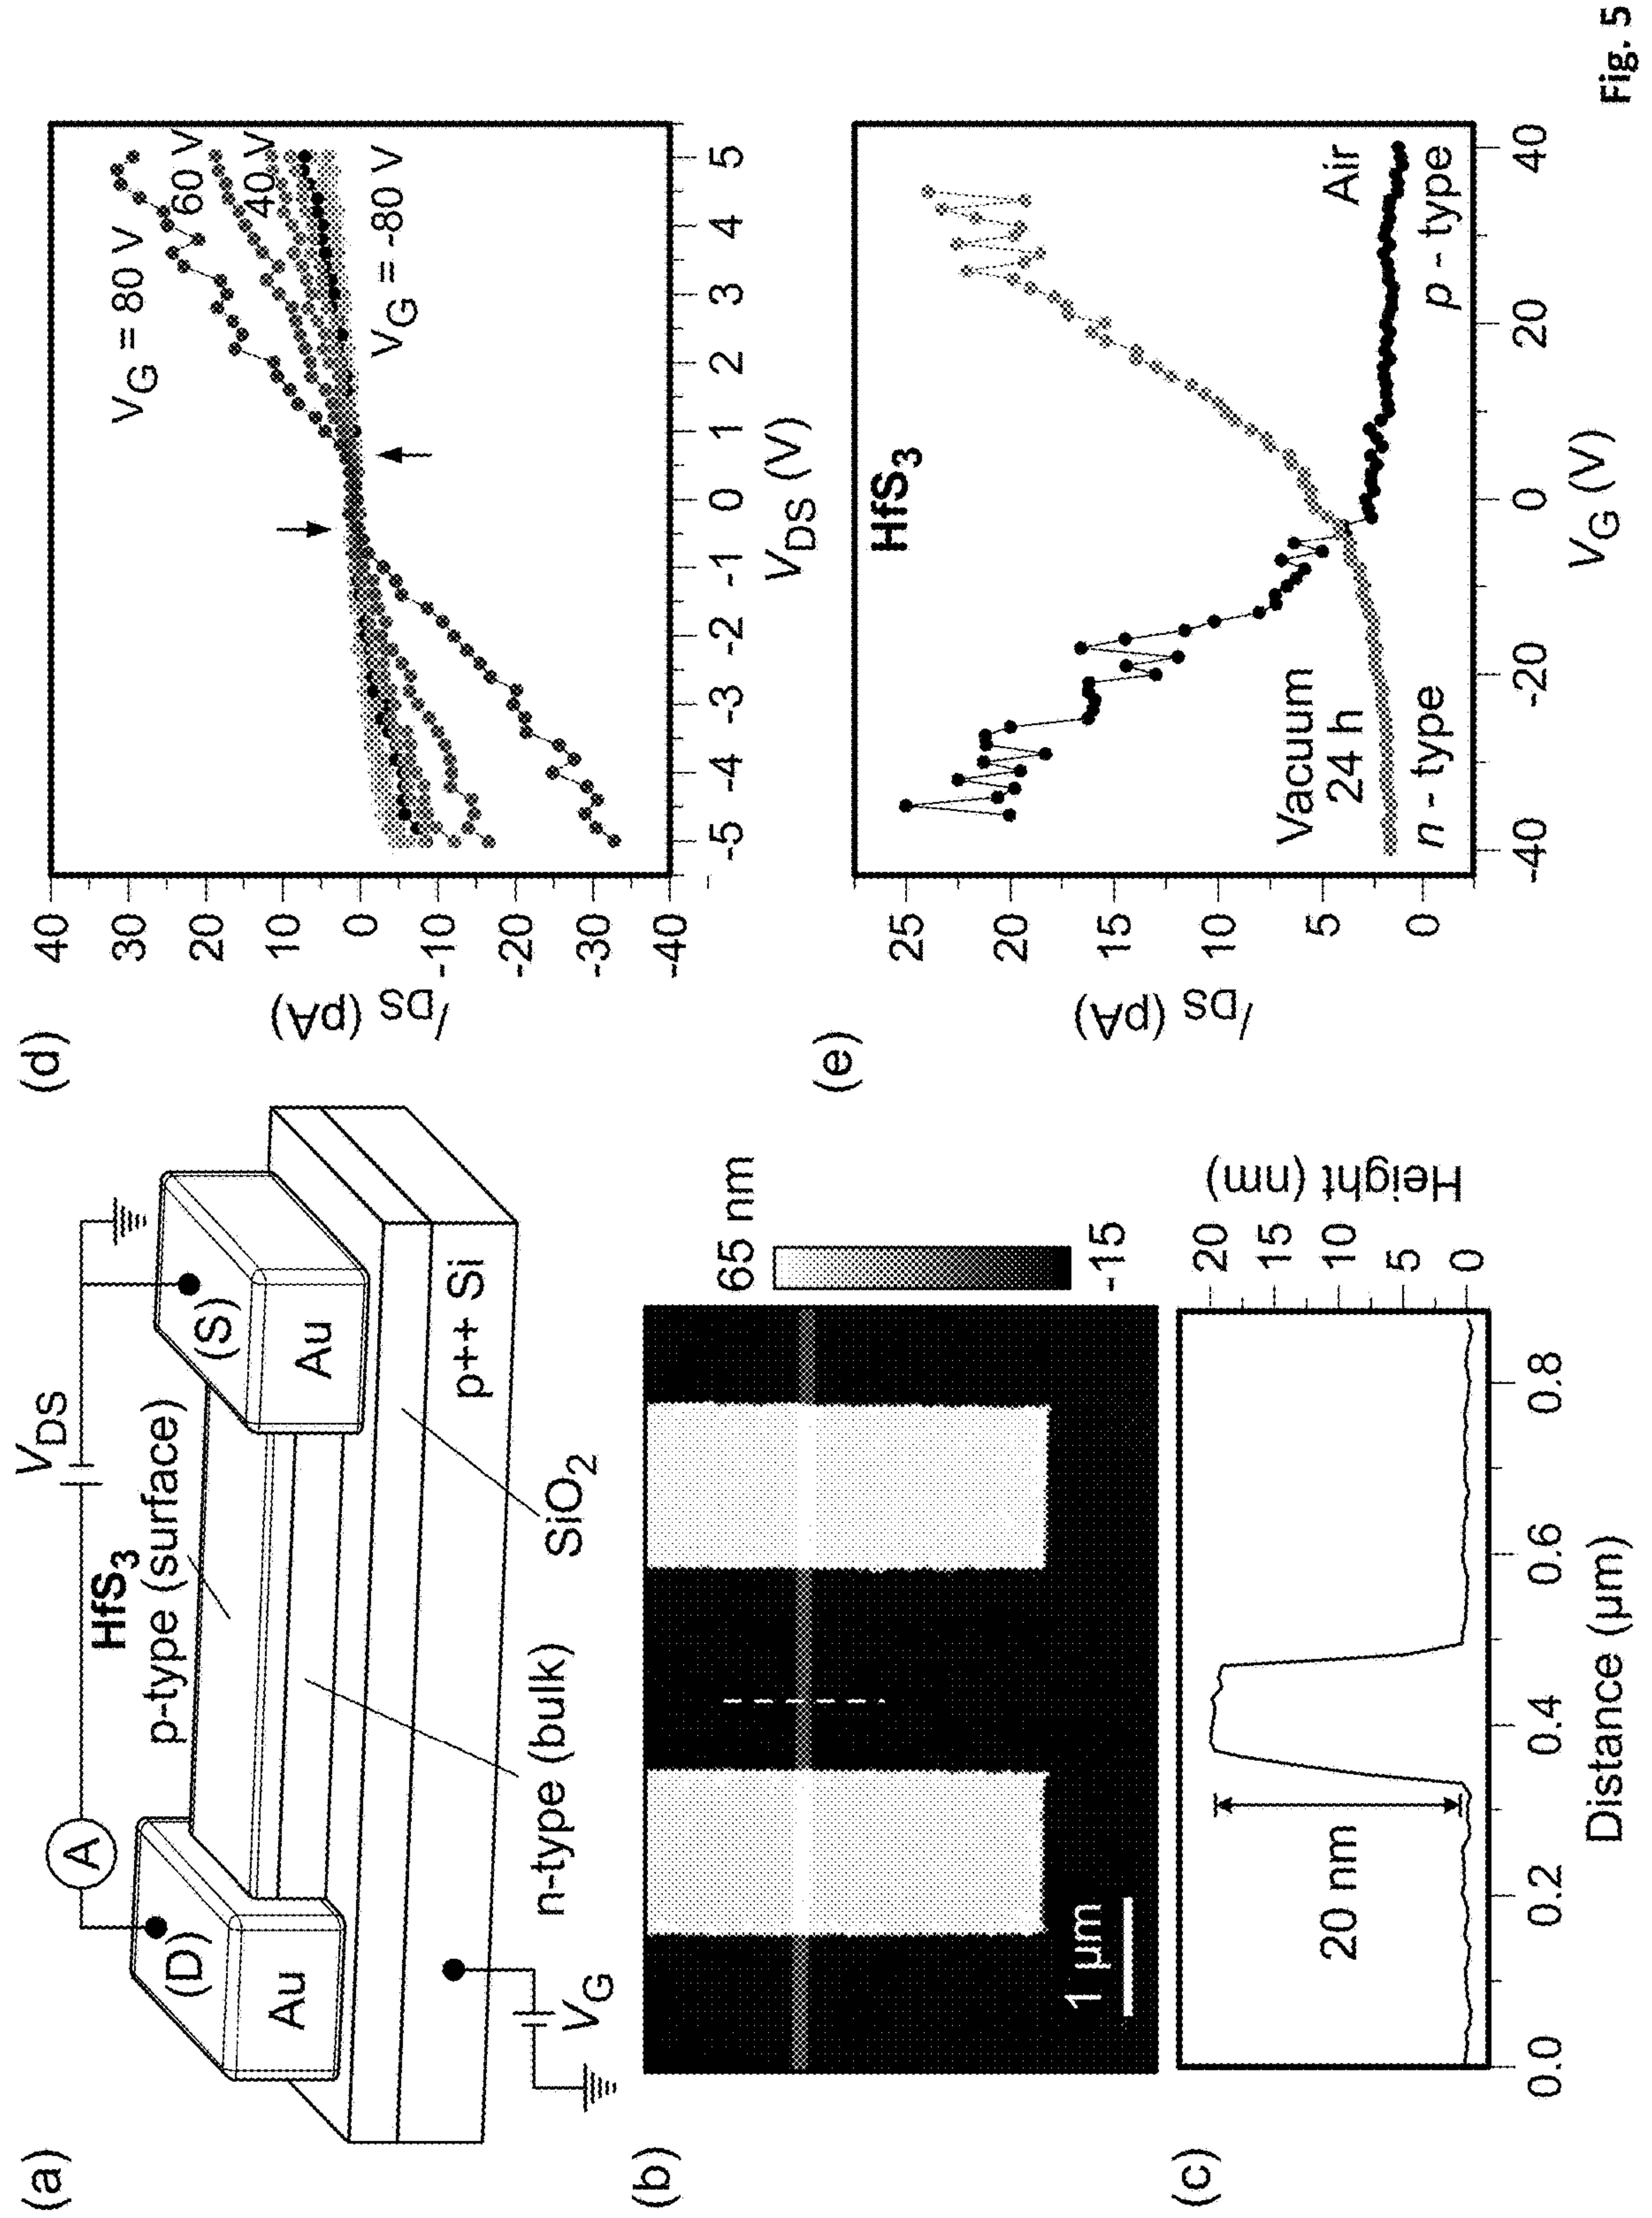 (a)
V_DS
A
HfS₃
p-type (surface)
(D)
Au
(S)
Au
p++ Si
SiO₂
n-type (bulk)
V_G
(b)
65 nm
-15
1 µm
(c)
20 nm
20
15
10
5
0
Height (nm)
0.0
0.2
0.4
0.6
0.8
Distance (µm)
(d)
I_DS (pA)
40
30
20
10
0
-10
-20
-30
-40
V_G = 80 V
60 V
40 V
V_G = -80 V
-5
-4
-3
-2
-1
0
1
2
3
4
5
V_DS (V)
(e)
I_DS (pA)
25
20
15
10
5
0
HfS₃
Vacuum
24 h
n - type
Air
p - type
-40
-20
0
20
40
V_G (V)
Fig. 5